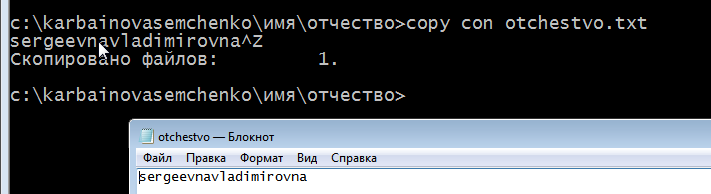 c:\karbainovasemchenko\имя\отчество>copy con otchestvo.txt
sergeevnavladimirovna^Z
Скопировано файлов:         1.
c:\karbainovasemchenko\имя\отчество>
otchestvo — Блокнот
Файл Правка Формат Вид Справка
sergeevnavladimirovna